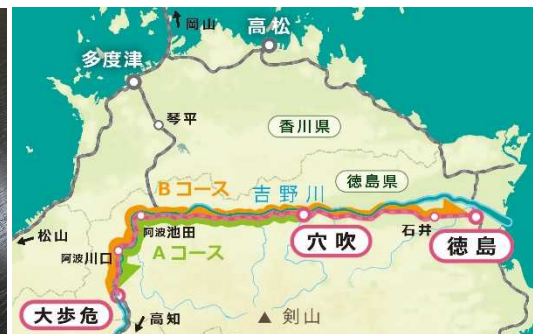 岡山
高松
多度津
琴平
香川県
Bコース
吉野川
徳島県
松山
阿波池田
穴吹
石井
徳島
阿波川口
Aコース
大歩危
高知
剣山